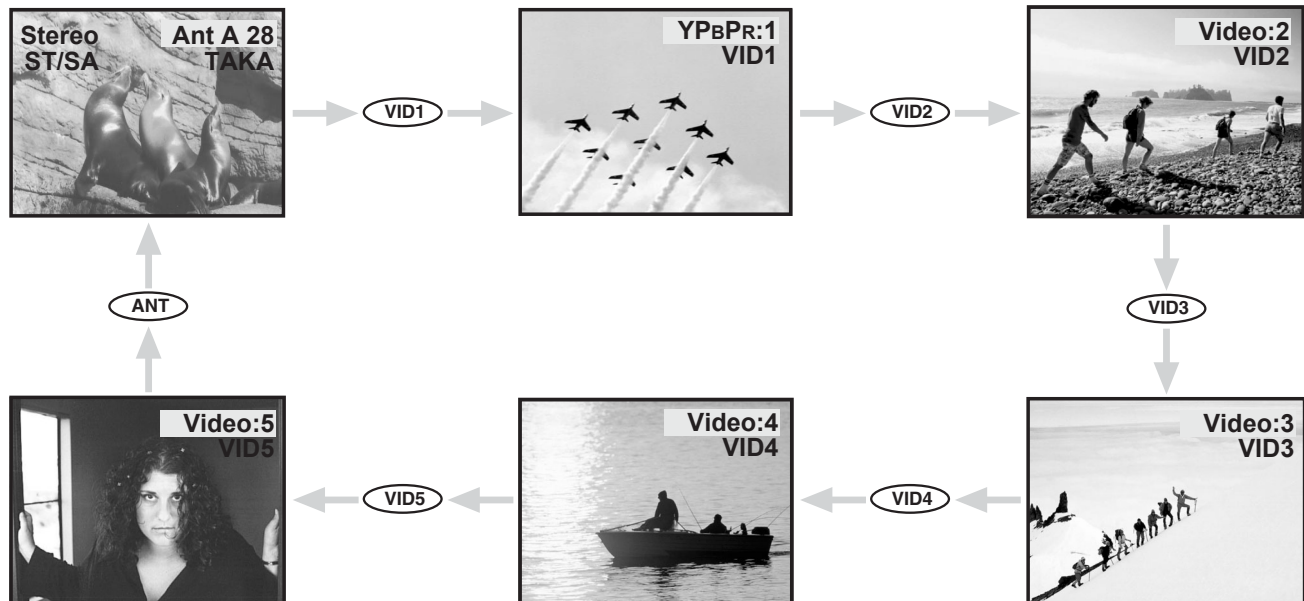 Stereo
ST/SA
Ant A 28
TAKA
VID1
YPBPR:1
VID1
VID2
Video:2
VID2
VID3
Video:3
VID3
VID4
Video:4
VID4
VID5
Video:5
VID5
ANT